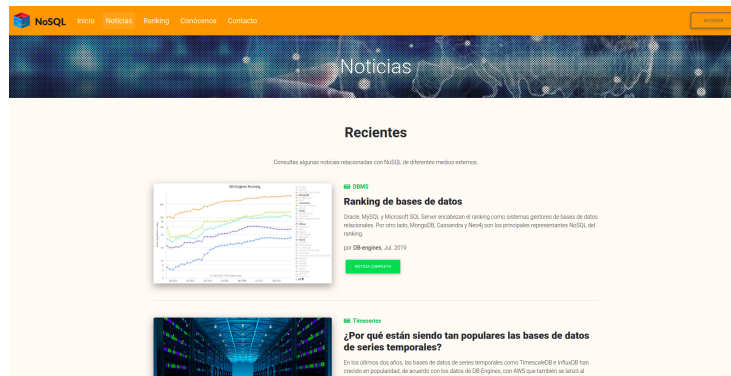 NoSQL Inicio Noticias Ranking Conócenos Contacto ACCEDER
Noticias
Recientes
Consultas algunas noticias relacionadas con NoSQL de diferentes medios externos.
DB-Engines Ranking
DBMS
Ranking de bases de datos
Oracle, MySQL y Microsoft SQL Server encabezan el ranking como sistemas gestores de bases de datos
relacionales. Por otro lado, MongoDB, Cassandra y Neo4j son los principales representantes NoSQL del
ranking.
por DB-engines, Jul. 2019
NOTICIA COMPLETA
Timeseries
¿Por qué están siendo tan populares las bases de datos
de series temporales?
En los últimos dos años, las bases de datos de series temporales como TimescaleDB e InfluxDB han
crecido en popularidad, de acuerdo con los datos de DB-Engines, con AWS que también se lanzó al